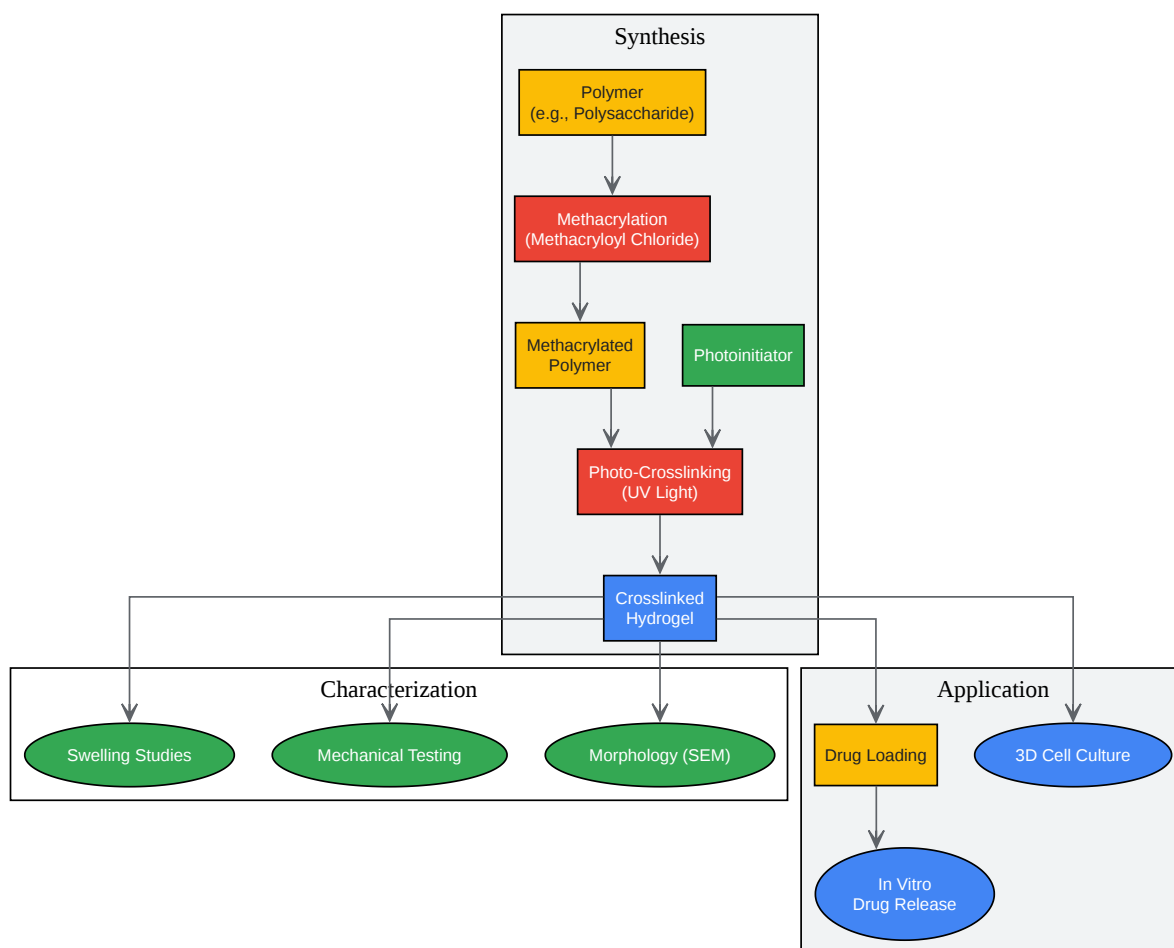 Synthesis
Polymer
(e.g., Polysaccharide)
Methacrylation
(Methacryloyl Chloride)
Methacrylated
Polymer
Photoinitiator
Photo-Crosslinking
(UV Light)
Crosslinked
Hydrogel
Characterization
Swelling Studies
Mechanical Testing
Morphology (SEM)
Application
Drug Loading
3D Cell Culture
In Vitro
Drug Release